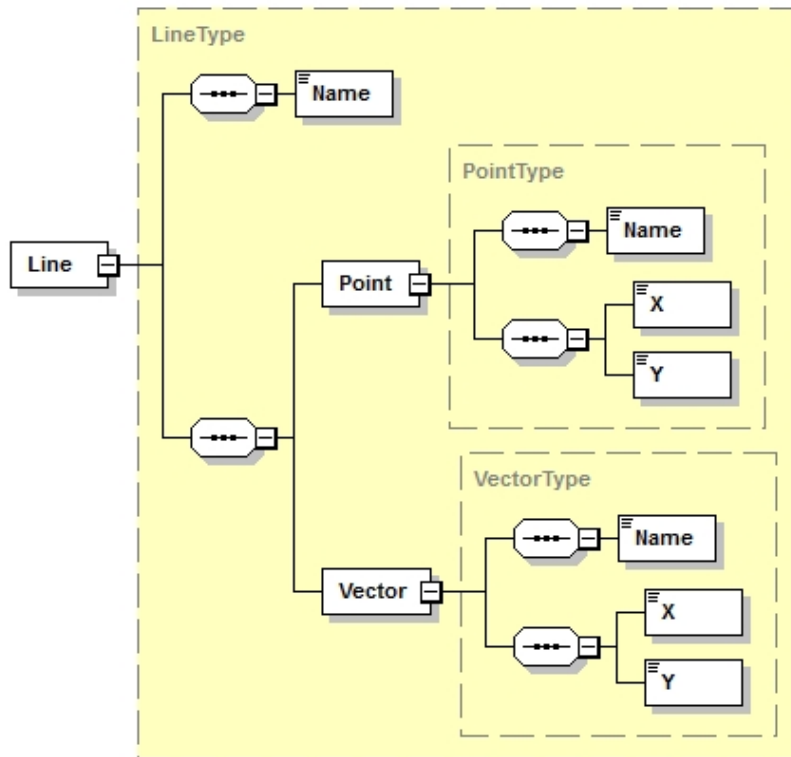 LineType
Name
PointType
Name
Line
Point
X
Y
VectorType
Name
Vector
X
Y